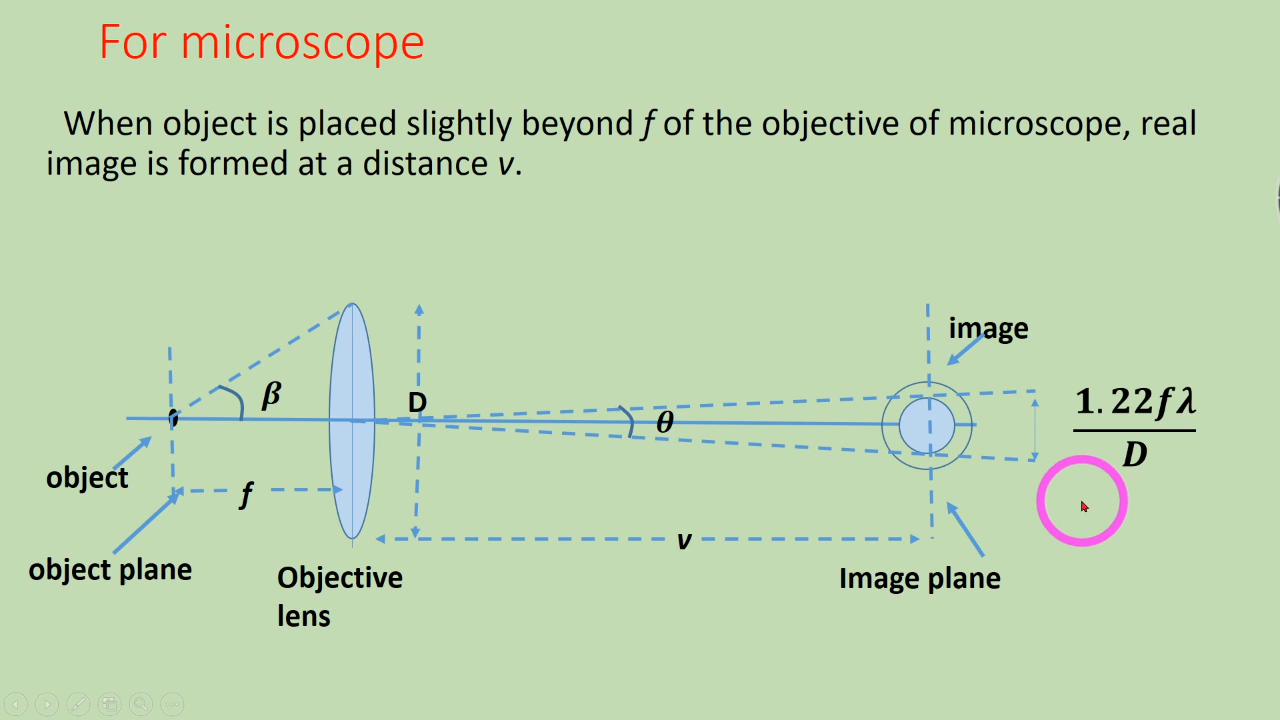 For microscope
When object is placed slightly beyond f of the objective of microscope, real
image is formed at a distance v.
image
β
D
θ
1.22fλ
D
object
f
v
object plane
Objective
lens
Image plane